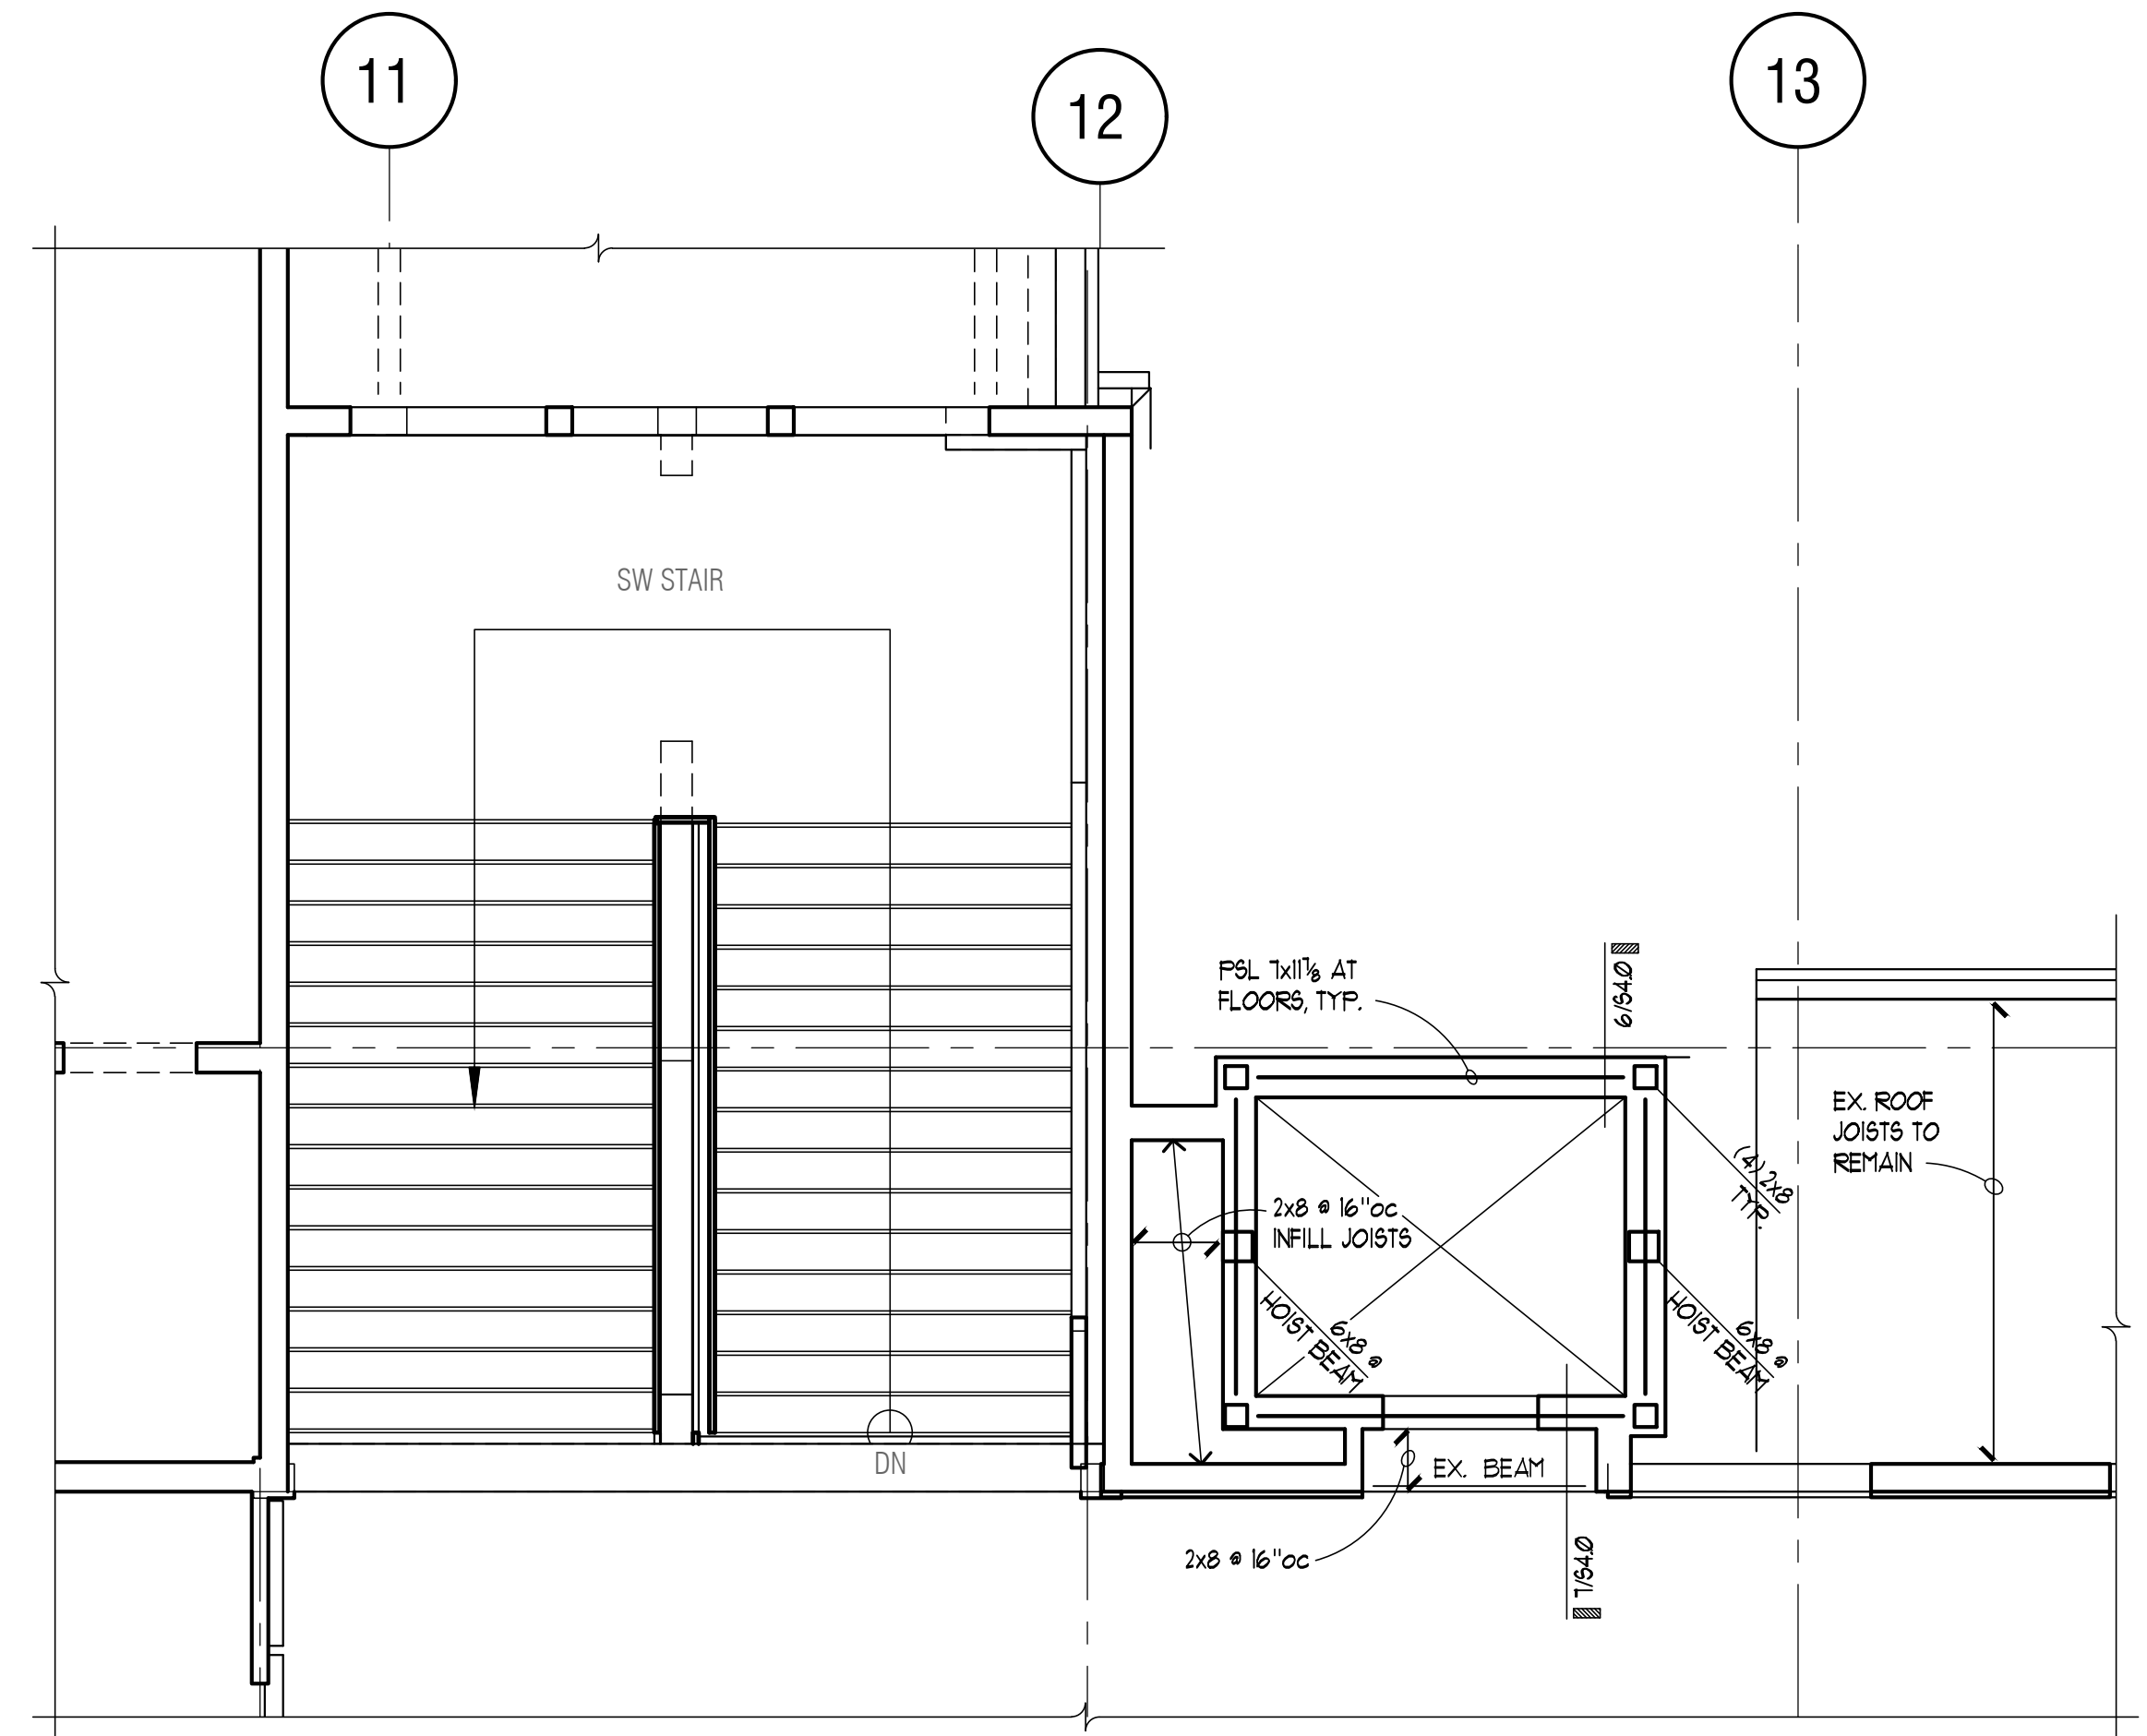 11
12
13
SW STAIR
PSL 7x11⅞ AT
FLOORS, TYP.
6/S4.0
EX. ROOF
JOISTS TO
REMAIN
(4) 2x8
TYP.
2x8 @ 16"oc
INFILL JOISTS
6x8 @
HOIST BEAM
6x8 @
HOIST BEAM
DN
EX. BEAM
2x8 @ 16"oc
7/S4.0